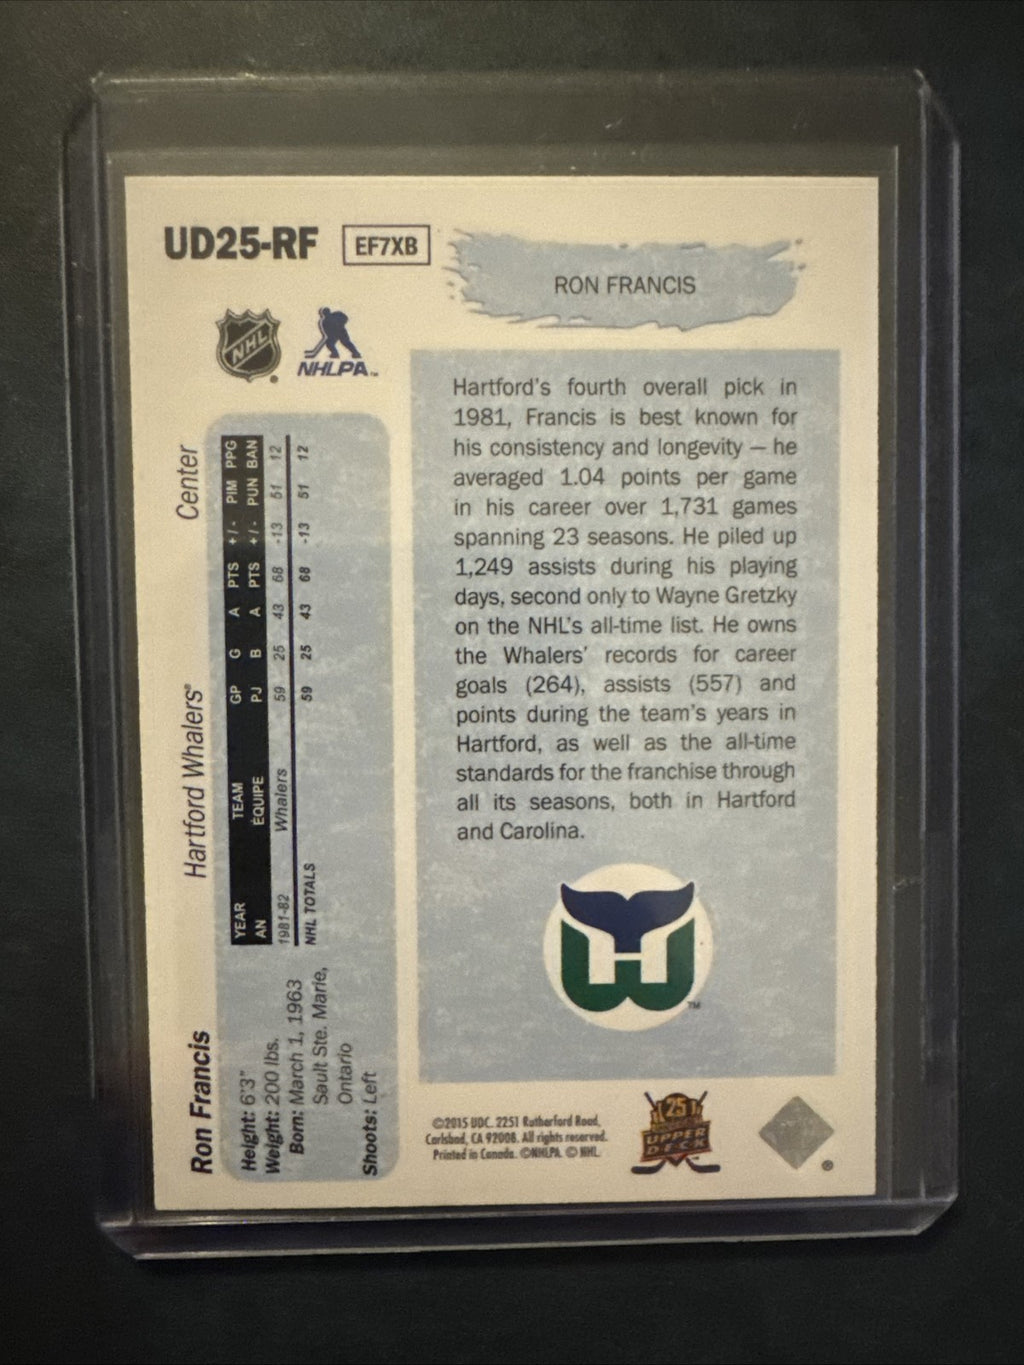 UD25-RF
EF7XB
RON FRANCIS
NHL
NHLPA™
Hartford's fourth overall pick in
1981, Francis is best known for
his consistency and longevity — he
averaged 1.04 points per game
in his career over 1,731 games
spanning 23 seasons. He piled up
1,249 assists during his playing
days, second only to Wayne Gretzky
on the NHL's all-time list. He owns
the Whalers' records for career
goals (264), assists (557) and
points during the team's years in
Hartford, as well as the all-time
standards for the franchise through
all its seasons, both in Hartford
and Carolina.
™
Ron Francis Hartford Whalers® Center
Height: 6'3"
Weight: 200 lbs.
Born: March 1, 1963
Sault Ste. Marie,
Ontario
Shoots: Left
YEAR TEAM GP G A PTS +/- PIM PPG
AN ÉQUIPE PJ B A PTS +/- PUN BAN
1981-82 Whalers 59 25 43 68 -13 51 12
NHL TOTALS 59 25 43 68 -13 51 12
©2015 UDC. 2251 Rutherford Road,
Carlsbad, CA 92008. All rights reserved.
Printed in Canada. ©NHLPA. © NHL.
25
UPPER
DECK
®